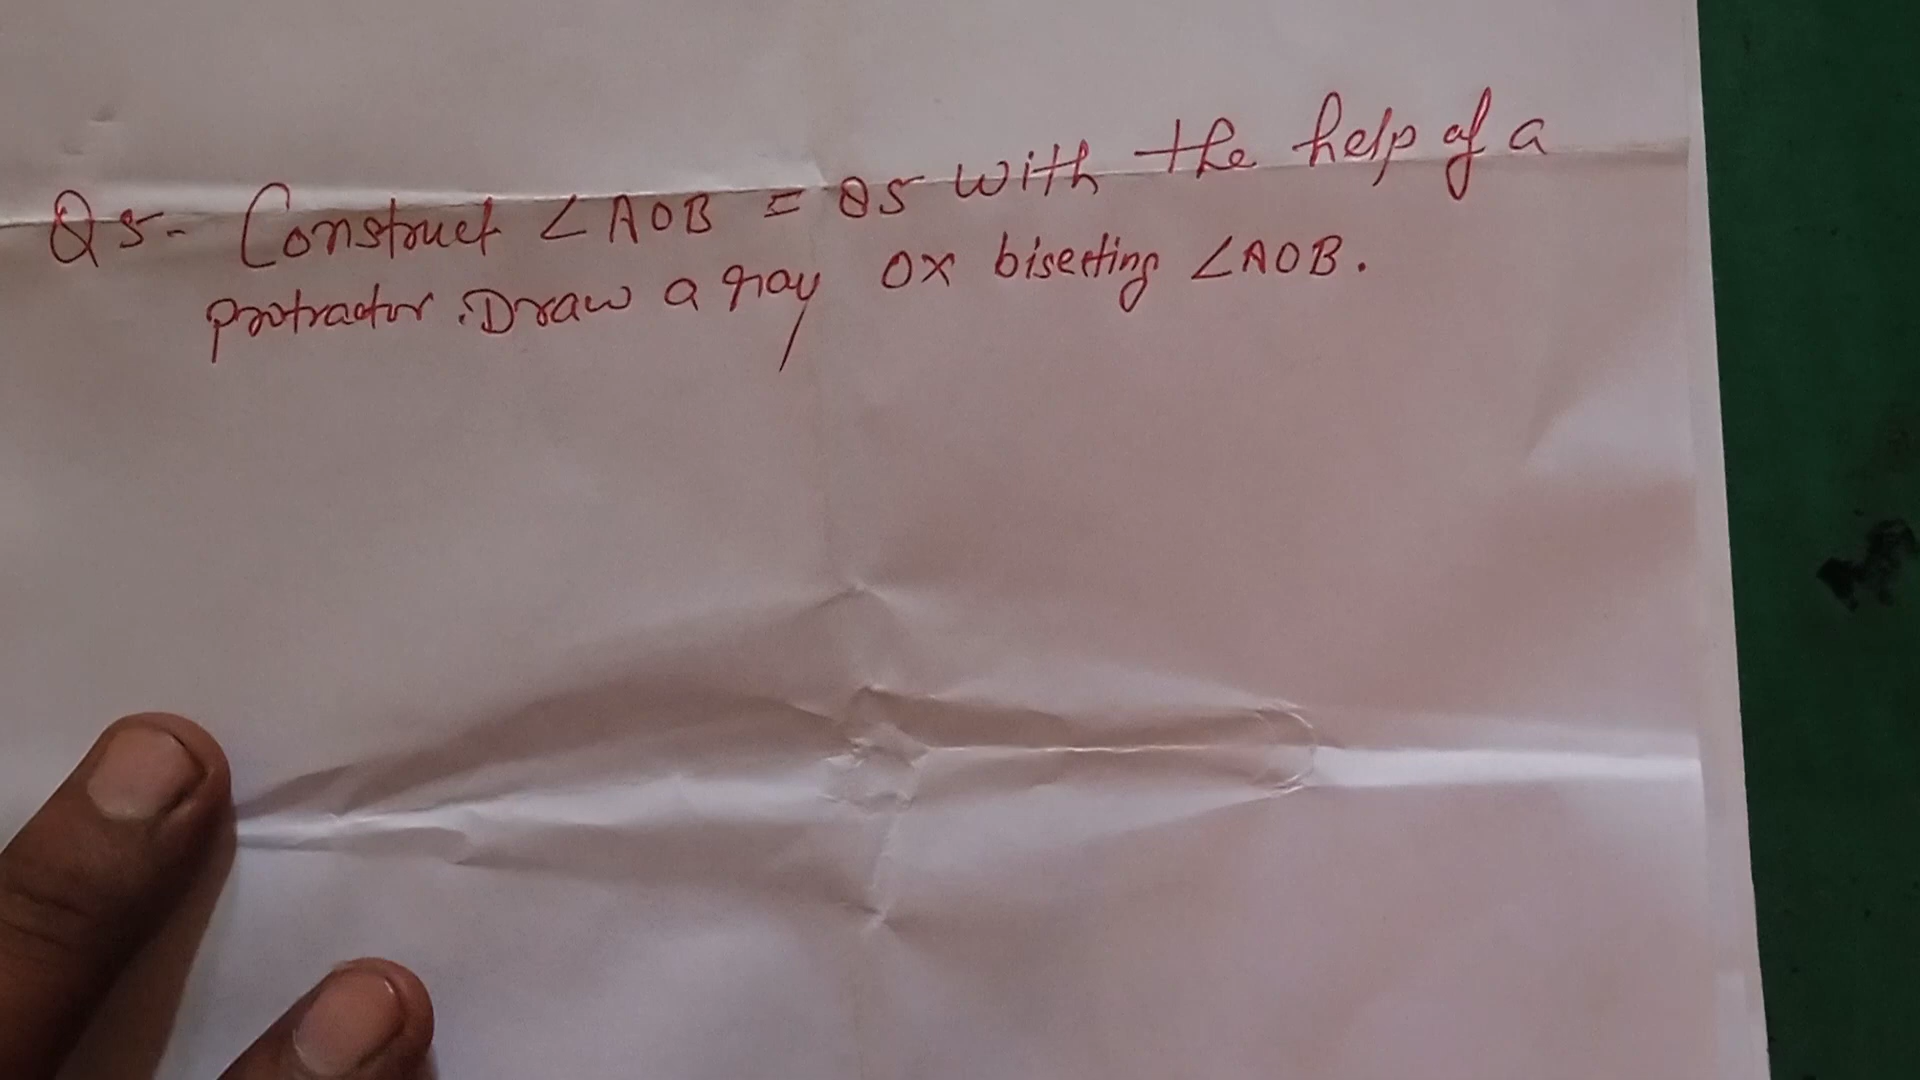 Q5- Construct ∠AOB = 85 with the help of a
protractor. Draw a ray OX bisecting ∠AOB.